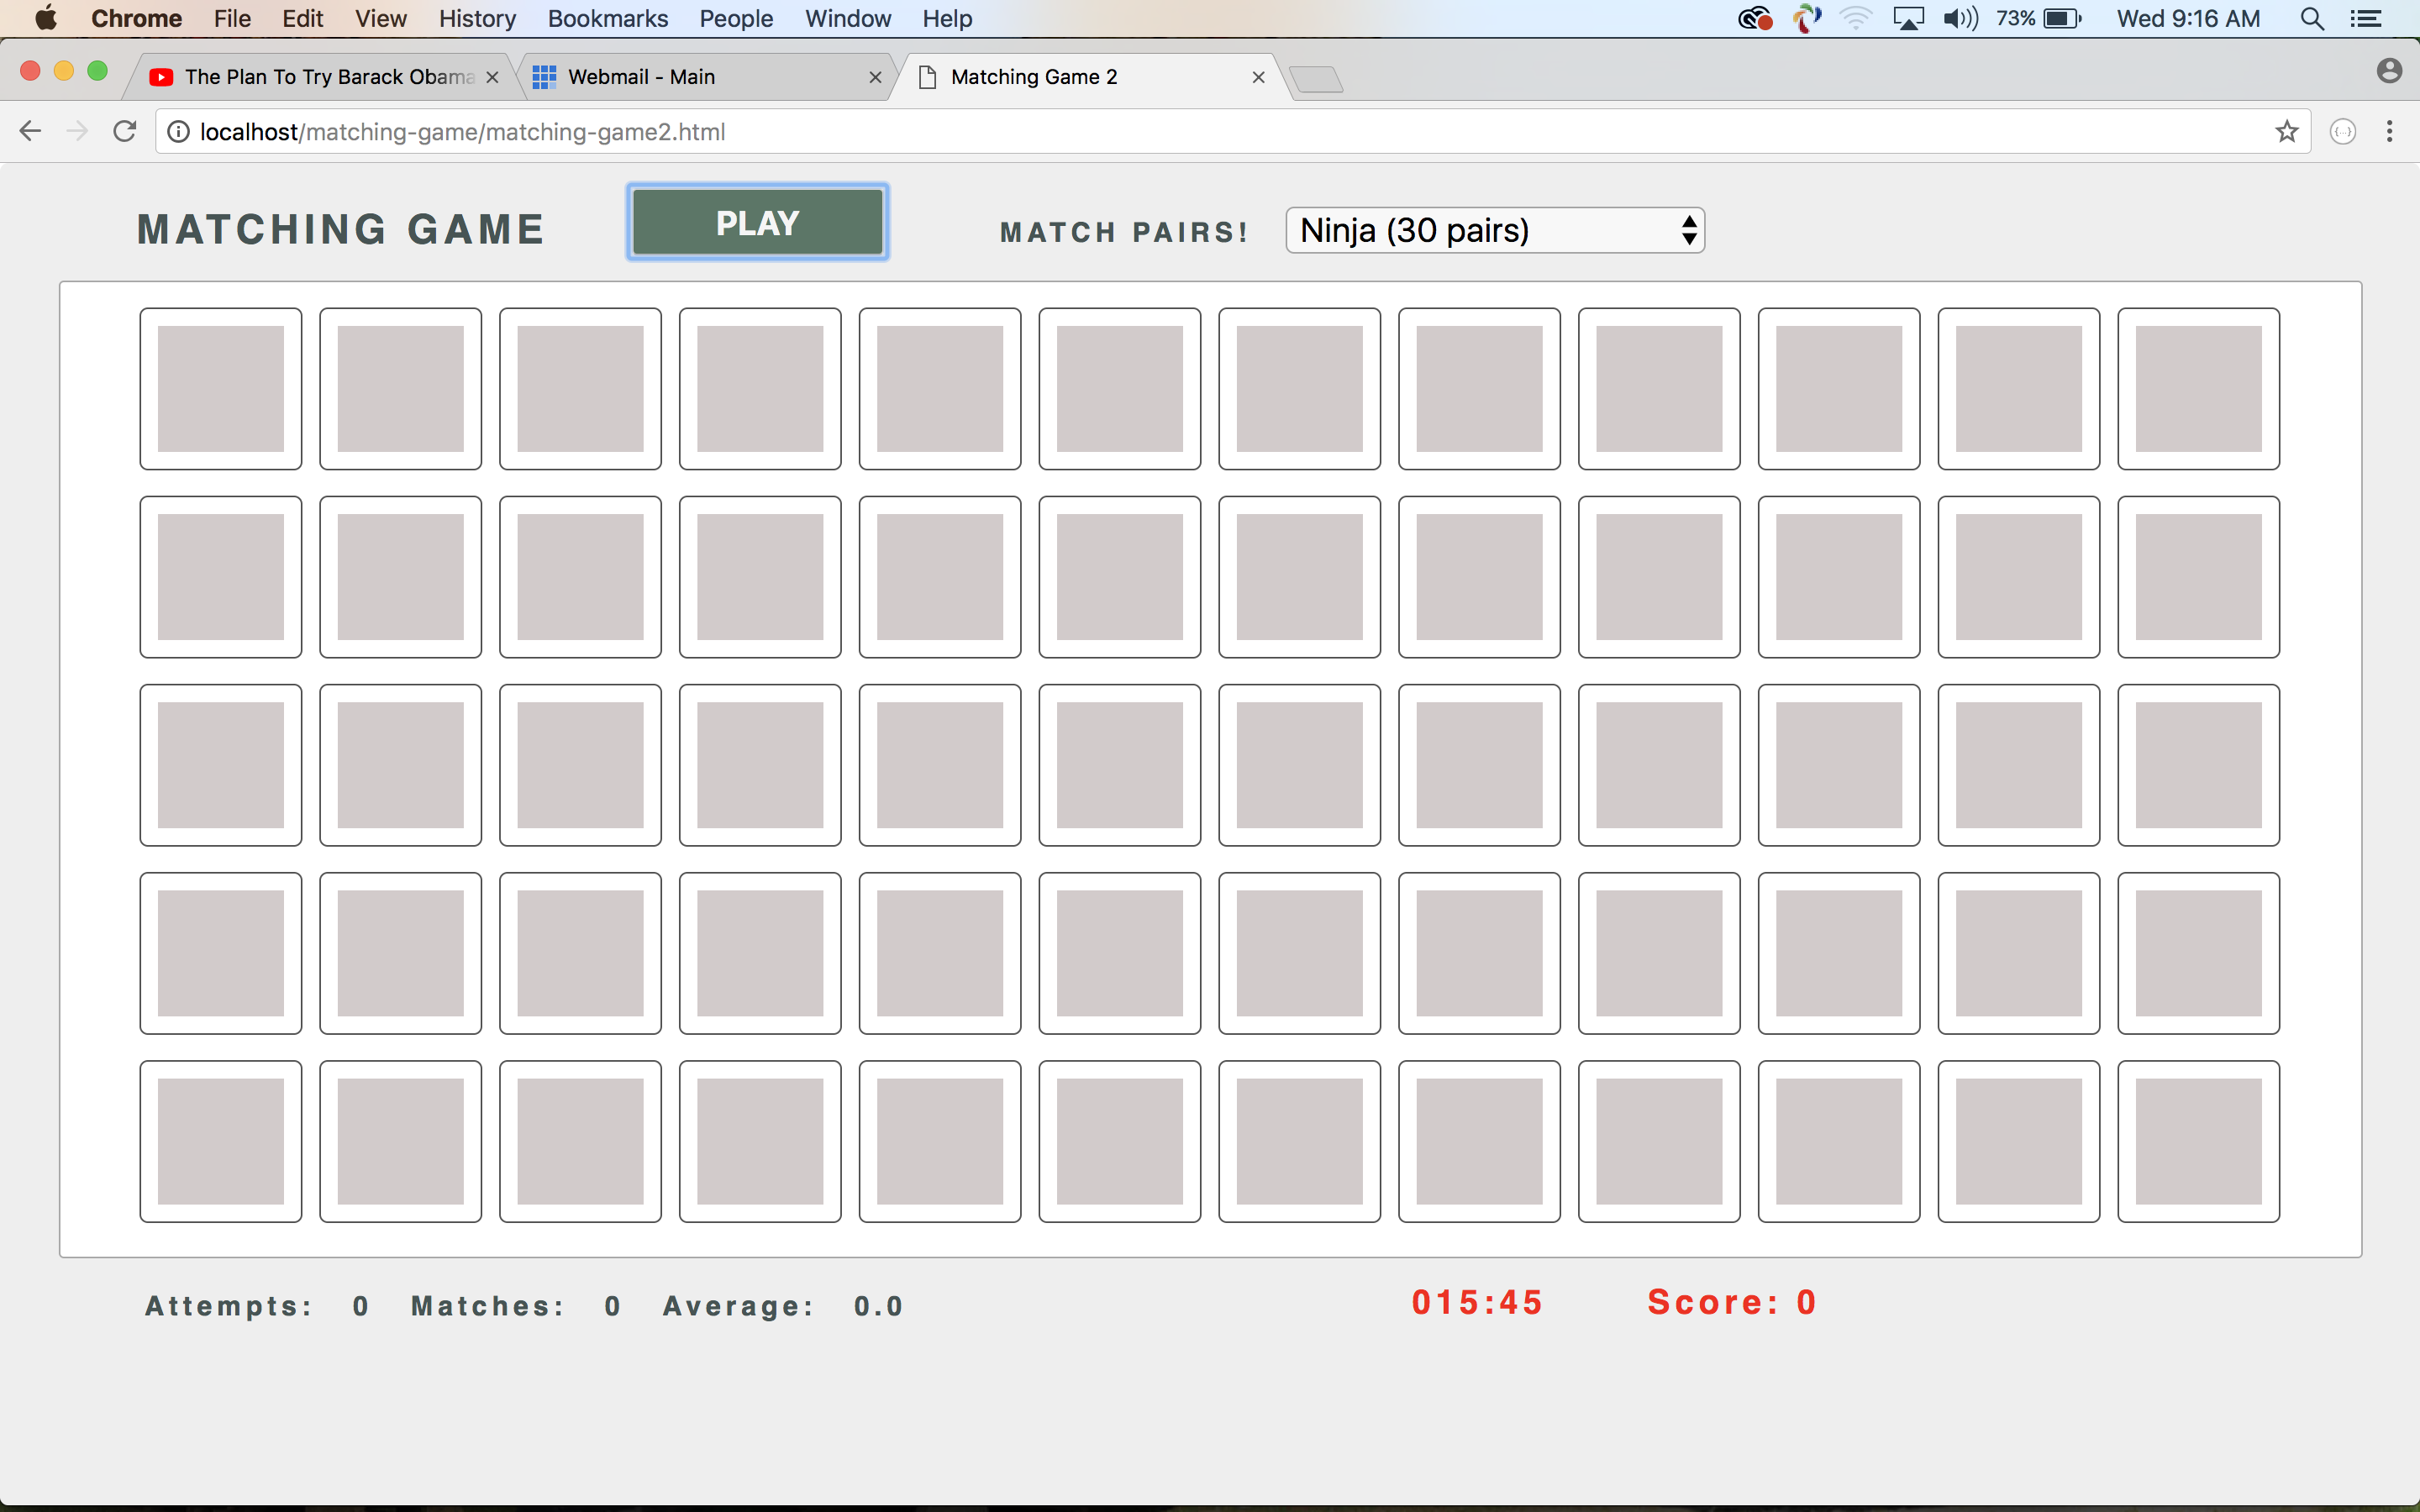 Chrome File Edit View History Bookmarks People Window Help 73% Wed 9:16 AM
The Plan To Try Barack Obama Webmail - Main Matching Game 2
localhost/matching-game/matching-game2.html
MATCHING GAME PLAY MATCH PAIRS! Ninja (30 pairs)
Attempts: 0 Matches: 0 Average: 0.0 015:45 Score: 0